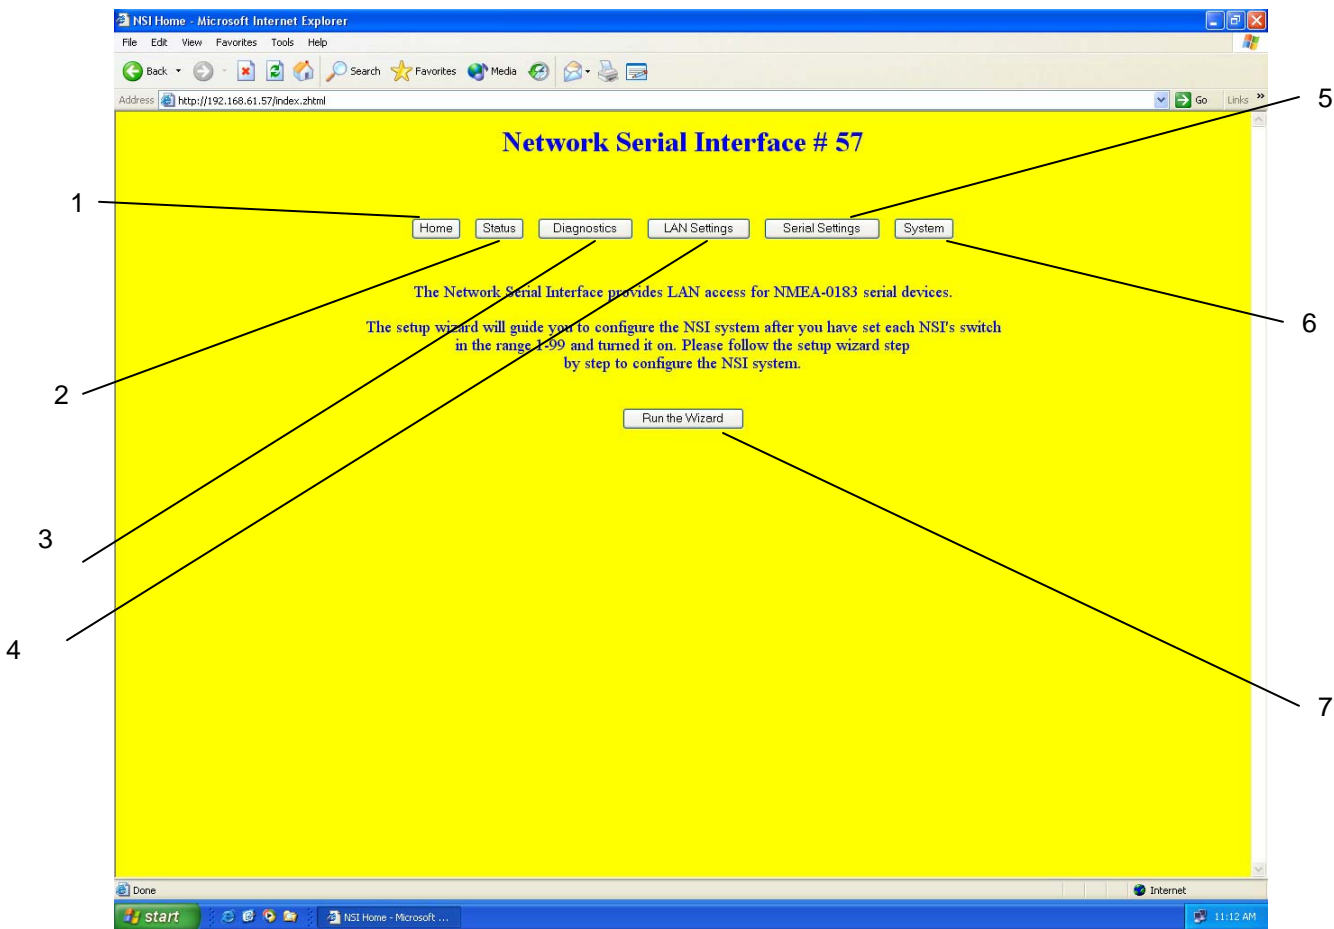 NSI Home - Microsoft Internet Explorer
File Edit View Favorites Tools Help
Back Search Favorites Media
Address http://192.168.61.57/index.zhtml Go Links »
5
Network Serial Interface # 57
1
Home Status Diagnostics LAN Settings Serial Settings System
The Network Serial Interface provides LAN access for NMEA-0183 serial devices.
The setup wizard will guide you to configure the NSI system after you have set each NSI's switch
6
in the range 1-99 and turned it on. Please follow the setup wizard step
by step to configure the NSI system.
2
Run the Wizard
3
4
7
Done Internet
start NSI Home - Microsoft ... 11:12 AM